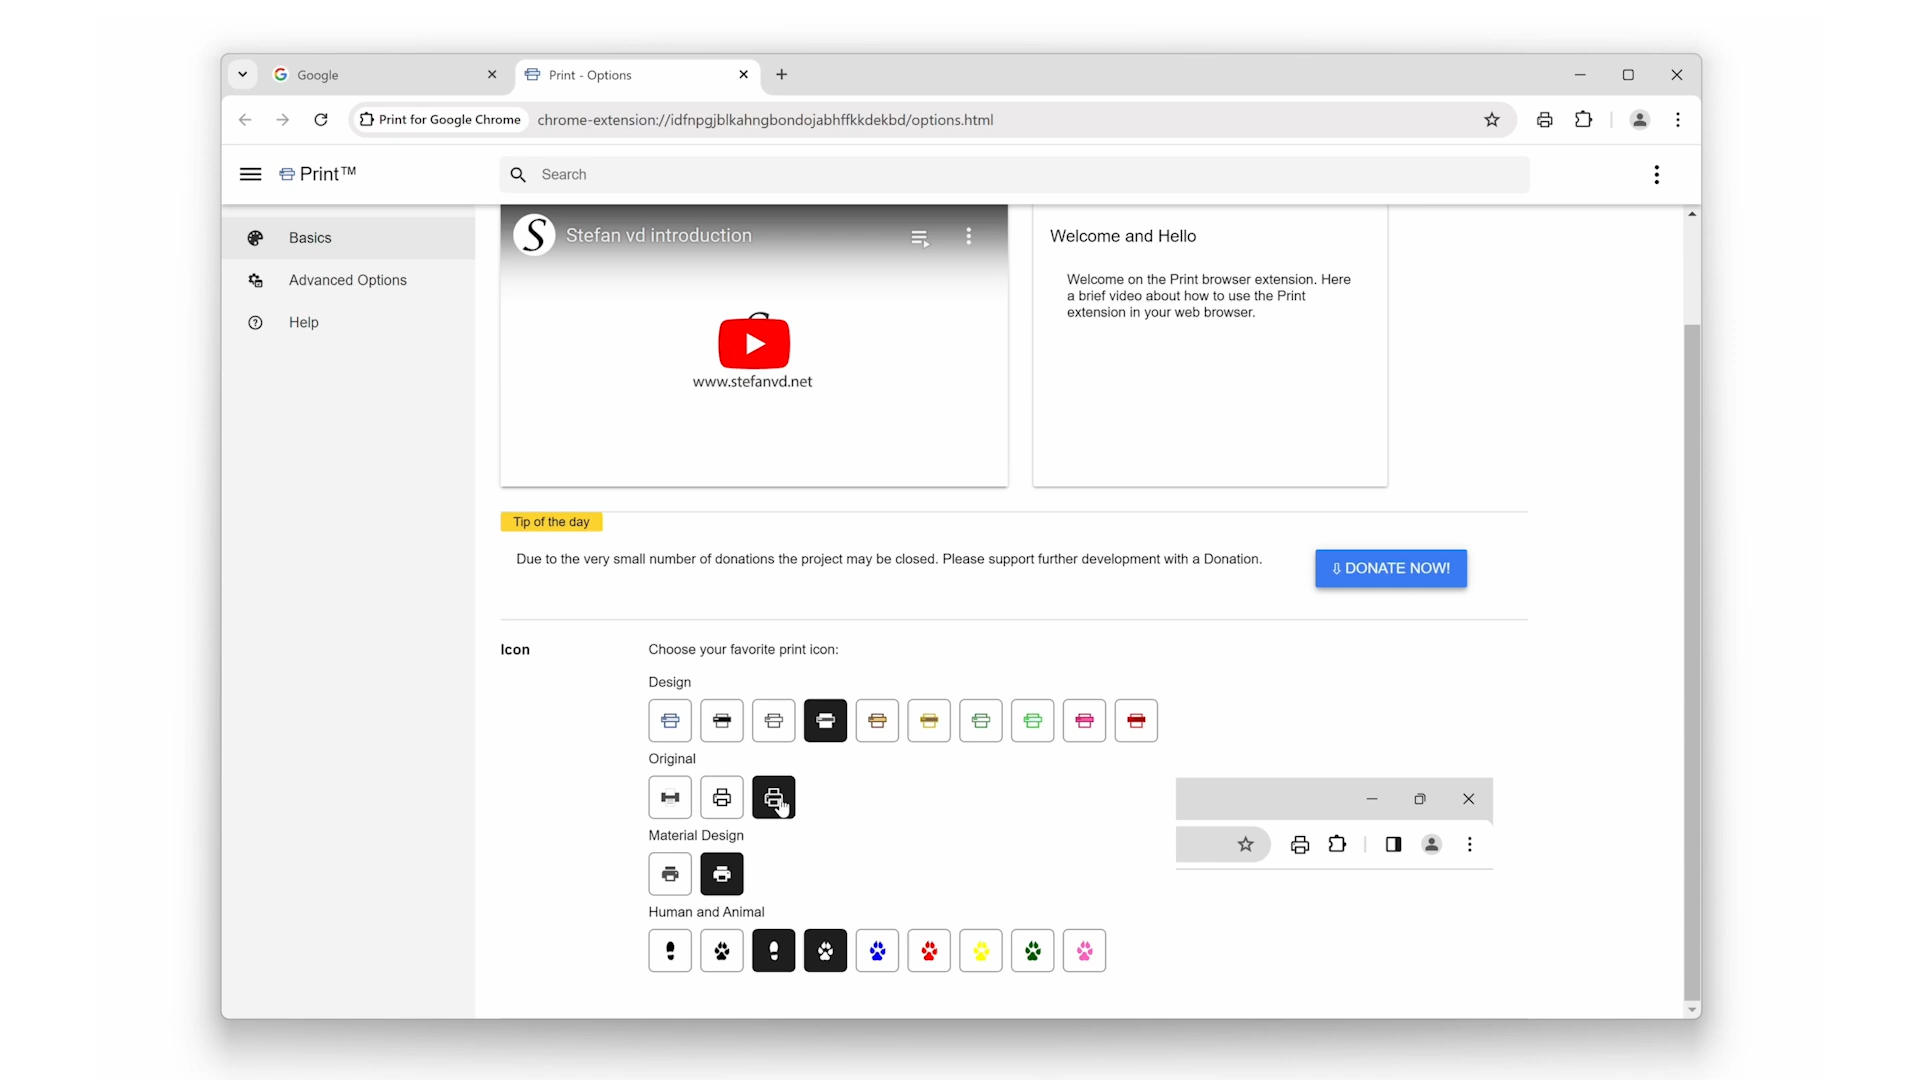 Google
Print - Options
Print for Google Chrome
chrome-extension://idfnpgjblkahngbondojabhffkkdekbd/options.html
Print™
Search
Basics
Advanced Options
Help
S
Stefan vd introduction
www.stefanvd.net
Welcome and Hello
Welcome on the Print browser extension. Here
a brief video about how to use the Print
extension in your web browser.
Tip of the day
Due to the very small number of donations the project may be closed. Please support further development with a Donation.
⇩ DONATE NOW!
Icon
Choose your favorite print icon:
Design
Original
Material Design
Human and Animal